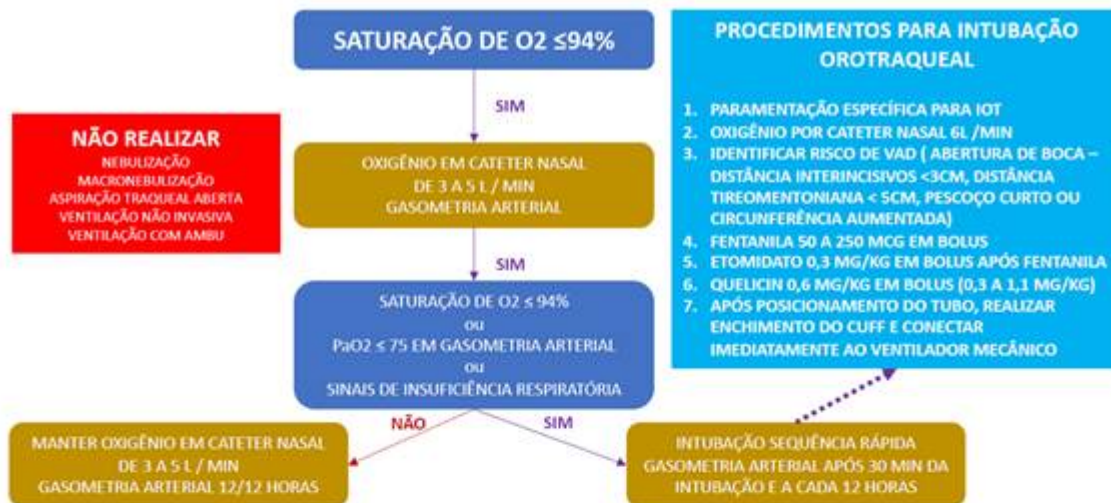 SATURAÇÃO DE O2 ≤94%
SIM
NÃO REALIZAR
NEBULIZAÇÃO
MACRONEBULIZAÇÃO
ASPIRAÇÃO TRAQUEAL ABERTA
VENTILAÇÃO NÃO INVASIVA
VENTILAÇÃO COM AMBU
OXIGÊNIO EM CATETER NASAL
DE 3 A 5 L / MIN
GASOMETRIA ARTERIAL
SIM
SATURAÇÃO DE O2 ≤ 94%
ou
PaO2 ≤ 75 EM GASOMETRIA ARTERIAL
ou
SINAIS DE INSUFICIÊNCIA RESPIRATÓRIA
NÃO
SIM
MANTER OXIGÊNIO EM CATETER NASAL
DE 3 A 5 L / MIN
GASOMETRIA ARTERIAL 12/12 HORAS
INTUBAÇÃO SEQUÊNCIA RÁPIDA
GASOMETRIA ARTERIAL APÓS 30 MIN DA
INTUBAÇÃO E A CADA 12 HORAS
PROCEDIMENTOS PARA INTUBAÇÃO
OROTRAQUEAL
1. PARAMENTAÇÃO ESPECÍFICA PARA IOT
2. OXIGÊNIO POR CATETER NASAL 6L /MIN
3. IDENTIFICAR RISCO DE VAD ( ABERTURA DE BOCA –
DISTÂNCIA INTERINCISIVOS <3CM, DISTÂNCIA
TIREOMENTONIANA < 5CM, PESCOÇO CURTO OU
CIRCUNFERÊNCIA AUMENTADA)
4. FENTANILA 50 A 250 MCG EM BOLUS
5. ETOMIDATO 0,3 MG/KG EM BOLUS APÓS FENTANILA
6. QUELICIN 0,6 MG/KG EM BOLUS (0,3 A 1,1 MG/KG)
7. APÓS POSICIONAMENTO DO TUBO, REALIZAR
ENCHIMENTO DO CUFF E CONECTAR
IMEDIATAMENTE AO VENTILADOR MECÂNICO